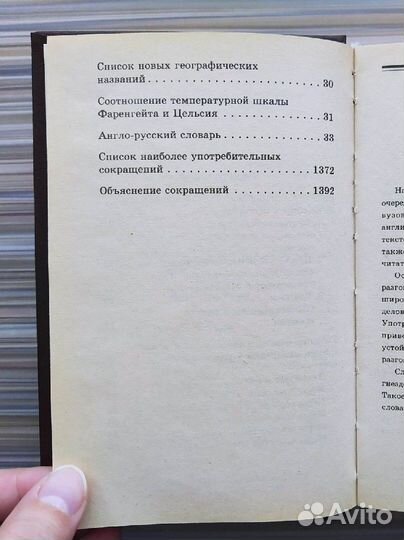 Список новых географических
названий . . . . . . . . . . . . . . . . . . . . . 30
Соотношение температурной шкалы
Фаренгейта и Цельсия . . . . . . . . . . . 31
Англо-русский словарь . . . . . . . . . . 33
Список наиболее употребительных
сокращений . . . . . . . . . . . . . . . . . . 1372
Объяснение сокращений . . . . . . . . 1392
Avito